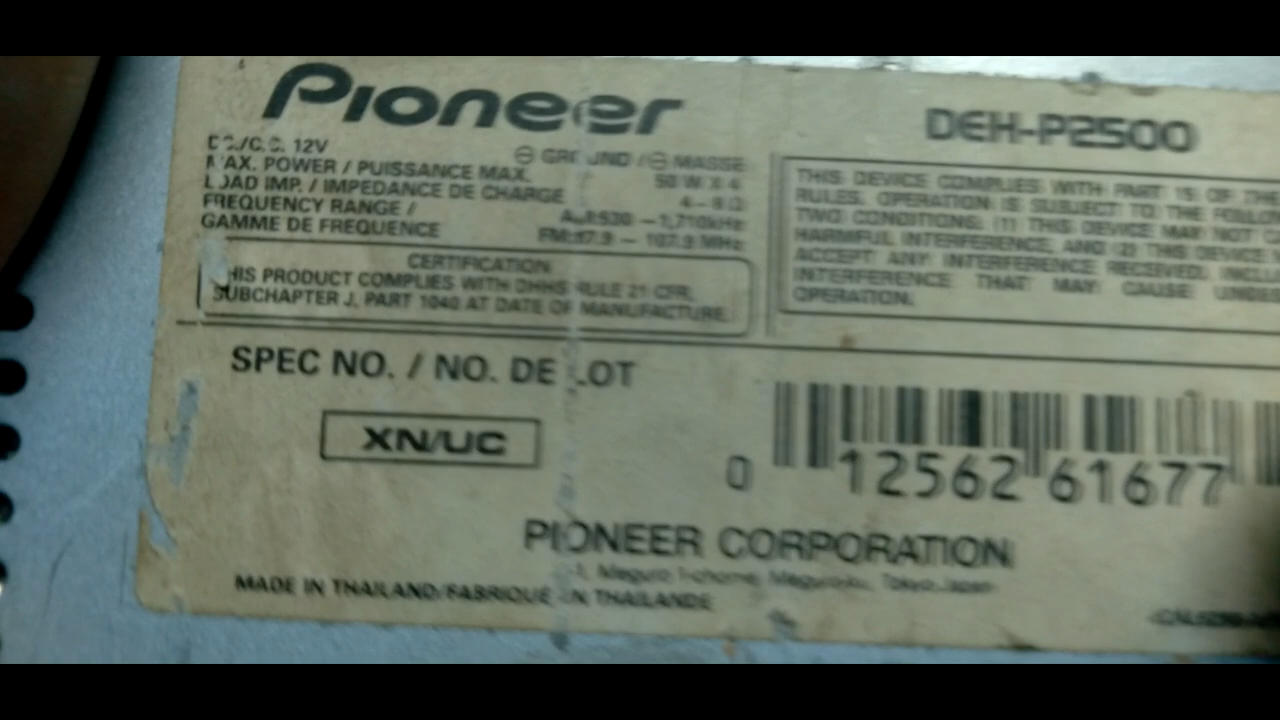 Pioneer
DEH-P2500
D.C./C.C. 12V
⊖ GROUND / ⊖ MASSE
MAX. POWER / PUISSANCE MAX.
50 W X 4
LOAD IMP. / IMPEDANCE DE CHARGE
4 – 8 Ω
FREQUENCY RANGE /
GAMME DE FREQUENCE
AM:530 – 1,710kHz
FM:87.9 – 107.9 MHz
CERTIFICATION
THIS PRODUCT COMPLIES WITH DHHS RULE 21 CFR,
SUBCHAPTER J, PART 1040 AT DATE OF MANUFACTURE.
THIS DEVICE COMPLIES WITH PART 15 OF THE
RULES. OPERATION IS SUBJECT TO THE
TWO CONDITIONS: (1) THIS DEVICE MAY NOT
HARMFUL INTERFERENCE, AND (2) THIS DEVICE
ACCEPT ANY INTERFERENCE RECEIVED,
INTERFERENCE THAT MAY CAUSE
OPERATION.
SPEC NO. / NO. DE LOT
XN/UC
0 12562 61677
PIONEER CORPORATION
Meguro 1-chome, Meguro-ku, Tokyo Japan
MADE IN THAILAND/FABRIQUE EN THAILANDE